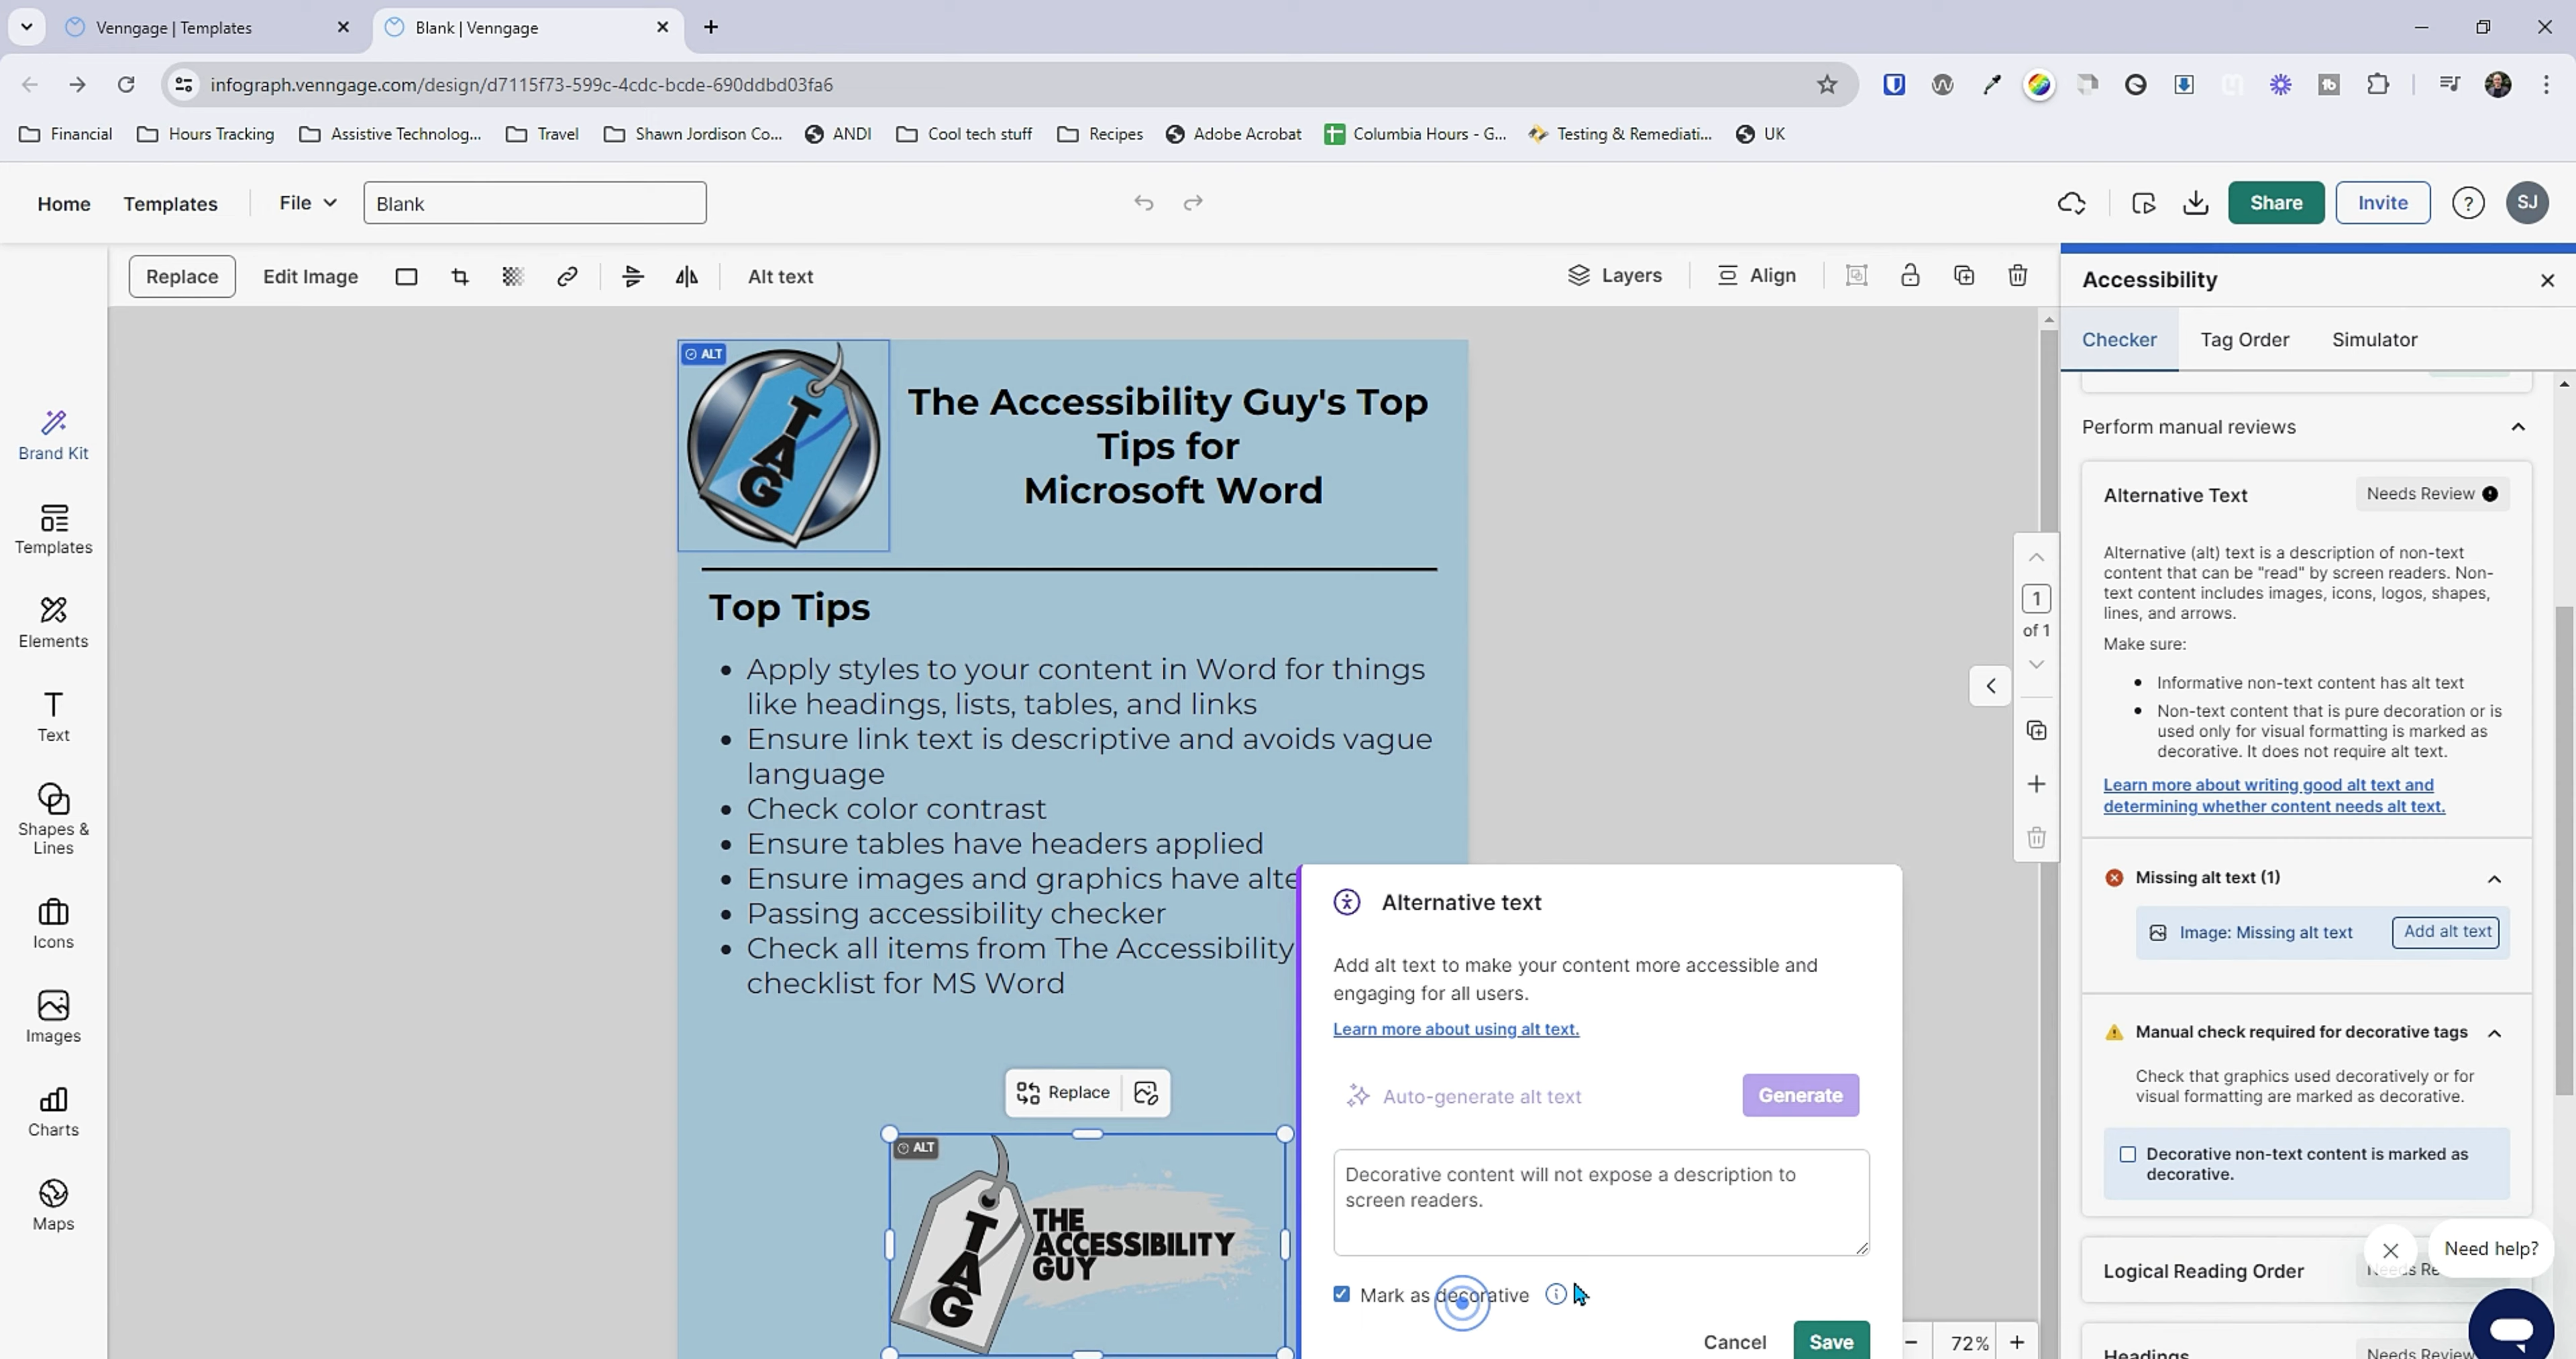 Venngage | Templates
Blank | Venngage
infograph.venngage.com/design/d7115f73-599c-4cdc-bcde-690ddbd03fa6
Financial
Hours Tracking
Assistive Technolog...
Travel
Shawn Jordison Co...
ANDI
Cool tech stuff
Recipes
Adobe Acrobat
Columbia Hours - G...
Testing & Remediati...
UK
Home
Templates
File
Blank
Share
Invite
?
SJ
Replace
Edit Image
Alt text
Layers
Align
Brand Kit
Templates
Elements
Text
Shapes &
Lines
Icons
Images
Charts
Maps
ALT
TAG
The Accessibility Guy's Top
Tips for
Microsoft Word
Top Tips
• Apply styles to your content in Word for things
like headings, lists, tables, and links
• Ensure link text is descriptive and avoids vague
language
• Check color contrast
• Ensure tables have headers applied
• Ensure images and graphics have alte
• Passing accessibility checker
• Check all items from The Accessibility
checklist for MS Word
Replace
ALT
TAG
THE
ACCESSIBILITY
GUY
Alternative text
Add alt text to make your content more accessible and
engaging for all users.
Learn more about using alt text.
Auto-generate alt text
Generate
Decorative content will not expose a description to
screen readers.
Mark as decorative
Cancel
Save
1
of 1
72%
Accessibility
Checker
Tag Order
Simulator
Perform manual reviews
Alternative Text
Needs Review
Alternative (alt) text is a description of non-text
content that can be "read" by screen readers. Non-
text content includes images, icons, logos, shapes,
lines, and arrows.
Make sure:
• Informative non-text content has alt text
• Non-text content that is pure decoration or is
used only for visual formatting is marked as
decorative. It does not require alt text.
Learn more about writing good alt text and
determining whether content needs alt text.
Missing alt text (1)
Image: Missing alt text
Add alt text
Manual check required for decorative tags
Check that graphics used decoratively or for
visual formatting are marked as decorative.
Decorative non-text content is marked as
decorative.
Need help?
Logical Reading Order
Headings
Needs Review